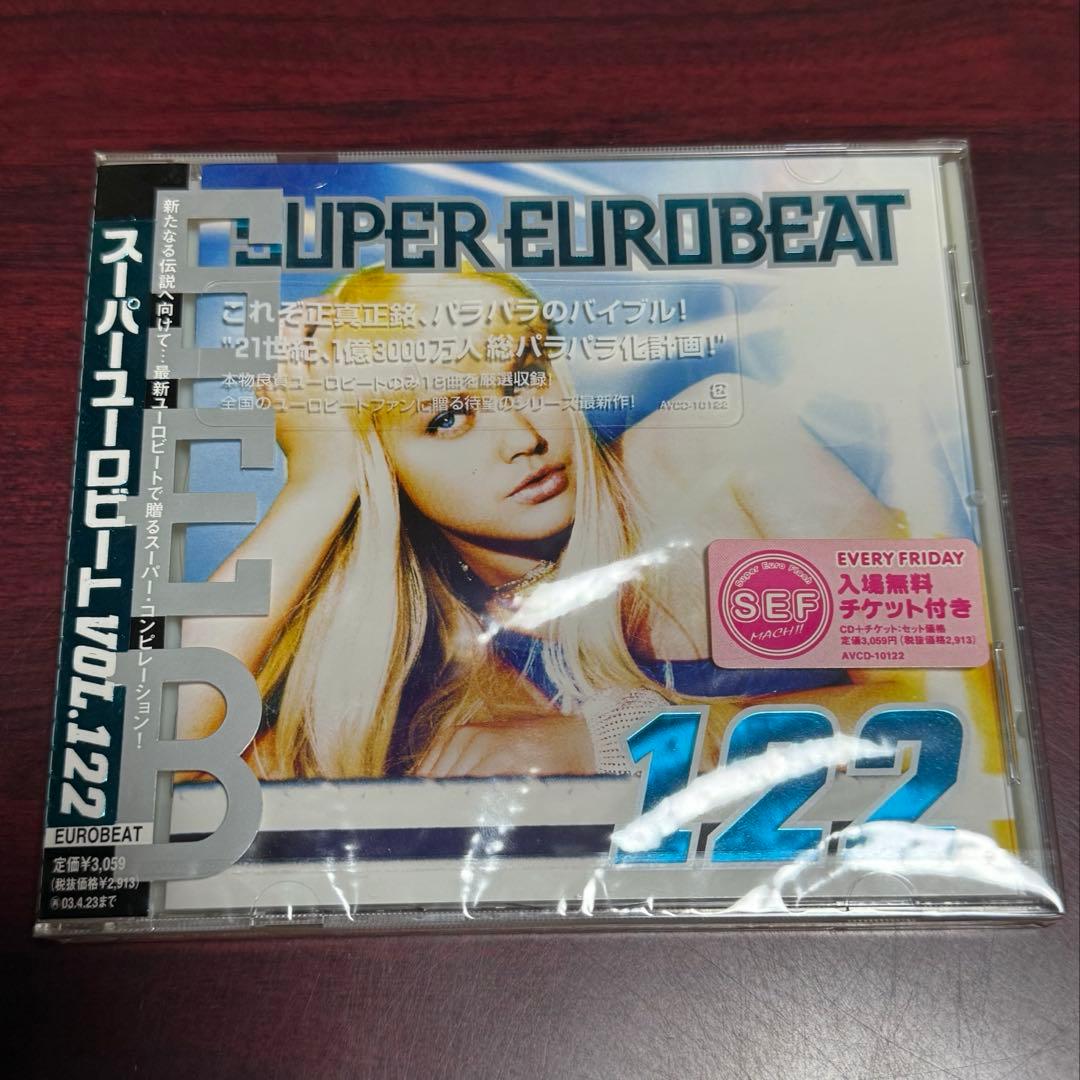 SUPER EUROBEAT
これぞ正真正銘、パラパラのバイブル!
"21世紀、1億3000万人 総パラパラ化計画!"
本物良質ユーロビートのみ18曲を厳選収録!
全国のユーロビートファンに贈る待望のシリーズ最新作!
AVCD-10122
新たなる伝説へ向けて…最新ユーロビートで贈るスーパー・コンピレーション!
スーパーユーロビート VOL.122
EUROBEAT
定価¥3,059
(税抜価格¥2,913)
再 03.4.23まで
Super Euro Flash
SEF
MACH!!
EVERY FRIDAY
入場無料
チケット付き
CD+チケット:セット価格
定価3,059円(税抜価格2,913)
AVCD-10122
122